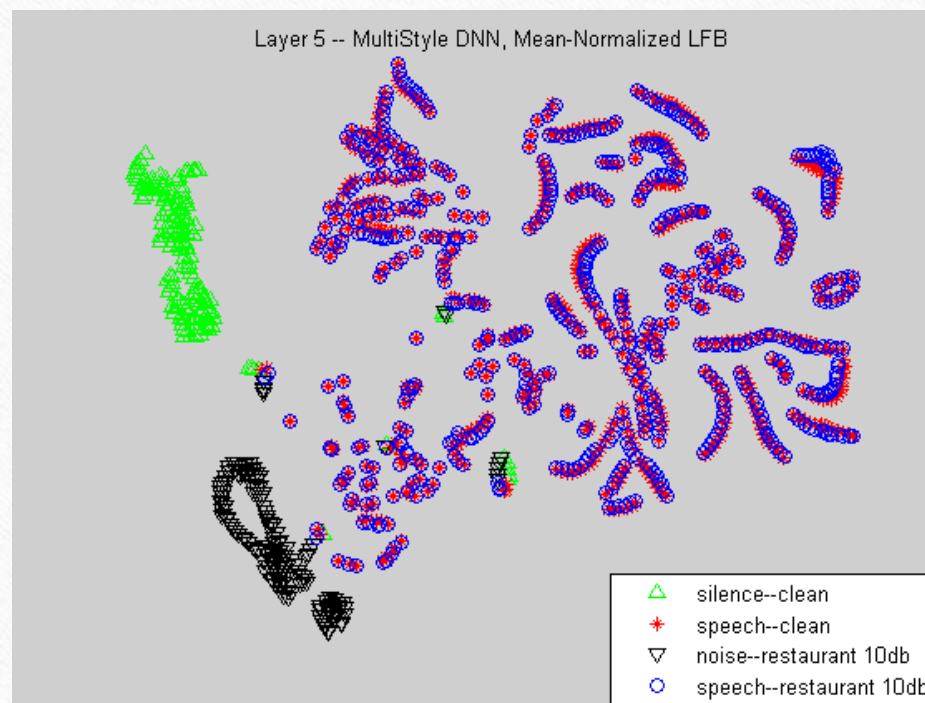 Layer 5 -- MultiStyle DNN, Mean-Normalized LFB
silence--clean
speech--clean
noise--restaurant 10db
speech--restaurant 10db